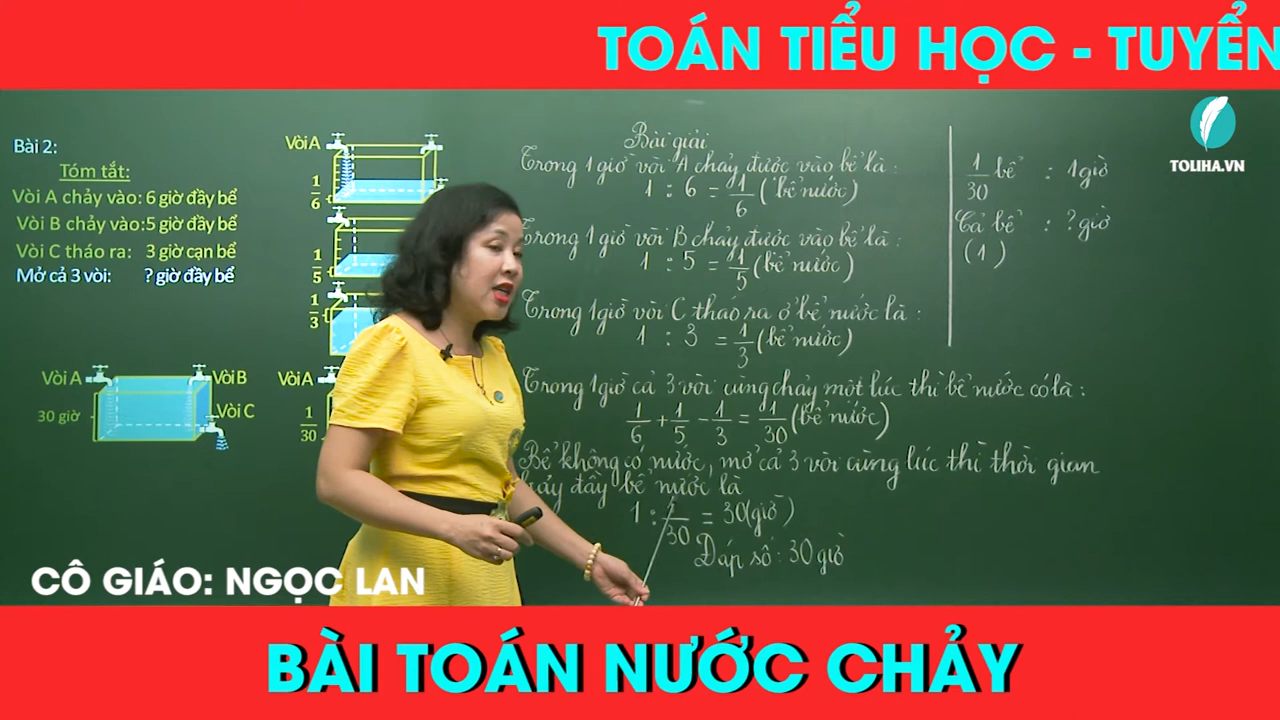 TOÁN TIỂU HỌC - TUYỂN
TOLIHA.VN
Bài 2:
Tóm tắt:
Vòi A chảy vào: 6 giờ đầy bể
Vòi B chảy vào: 5 giờ đầy bể
Vòi C tháo ra: 3 giờ cạn bể
Mở cả 3 vòi: ? giờ đầy bể
Vòi A
1/6
1/5
1/3
Vòi A
Vòi B
30 giờ
Vòi C
Vòi A
1/30
Bài giải
Trong 1 giờ vòi A chảy được vào bể là:
1 : 6 = 1/6 (bể nước)
Trong 1 giờ vòi B chảy được vào bể là:
1 : 5 = 1/5 (bể nước)
Trong 1 giờ vòi C tháo ra ở bể nước là:
1 : 3 = 1/3 (bể nước)
Trong 1 giờ cả 3 vòi cùng chảy một lúc thì bể nước có là:
1/6 + 1/5 - 1/3 = 1/30 (bể nước)
Bể không có nước, mở cả 3 vòi cùng lúc thì thời gian
chảy đầy bể nước là
1 : 1/30 = 30(giờ)
Đáp số: 30 giờ
1/30 bể : 1 giờ
Cả bể : ? giờ
(1)
CÔ GIÁO: NGỌC LAN
BÀI TOÁN NƯỚC CHẢY